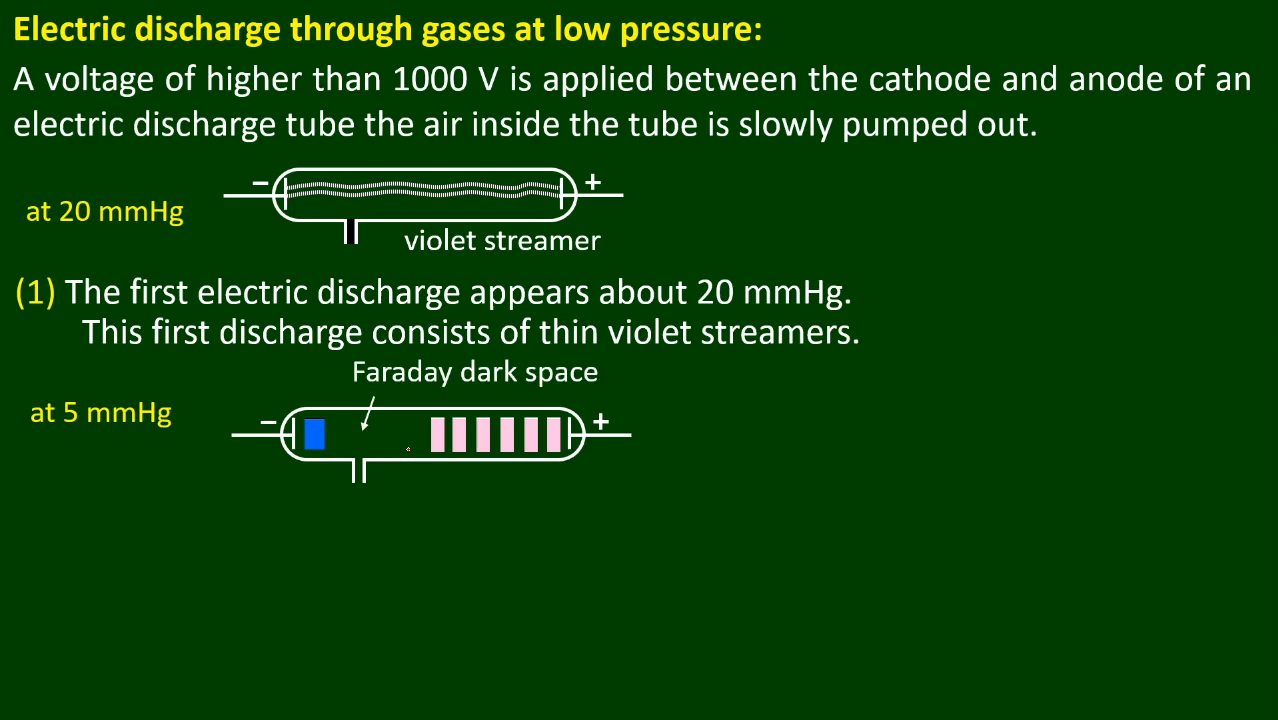 Electric discharge through gases at low pressure:
A voltage of higher than 1000 V is applied between the cathode and anode of an
electric discharge tube the air inside the tube is slowly pumped out.
– +
at 20 mmHg
violet streamer
(1) The first electric discharge appears about 20 mmHg.
This first discharge consists of thin violet streamers.
Faraday dark space
at 5 mmHg
– +